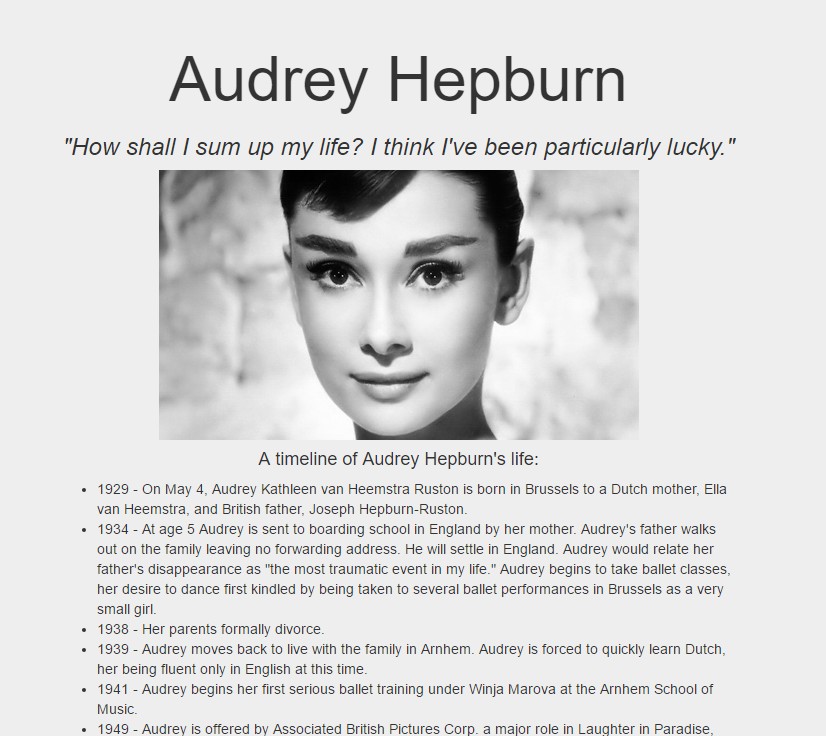 Audrey Hepburn
"How shall I sum up my life? I think I've been particularly lucky."
A timeline of Audrey Hepburn's life:
• 1929 - On May 4, Audrey Kathleen van Heemstra Ruston is born in Brussels to a Dutch mother, Ella
van Heemstra, and British father, Joseph Hepburn-Ruston.
• 1934 - At age 5 Audrey is sent to boarding school in England by her mother. Audrey's father walks
out on the family leaving no forwarding address. He will settle in England. Audrey would relate her
father's disappearance as "the most traumatic event in my life." Audrey begins to take ballet classes,
her desire to dance first kindled by being taken to several ballet performances in Brussels as a very
small girl.
• 1938 - Her parents formally divorce.
• 1939 - Audrey moves back to live with the family in Arnhem. Audrey is forced to quickly learn Dutch,
her being fluent only in English at this time.
• 1941 - Audrey begins her first serious ballet training under Winja Marova at the Arnhem School of
Music.
• 1949 - Audrey is offered by Associated British Pictures Corp. a major role in Laughter in Paradise,